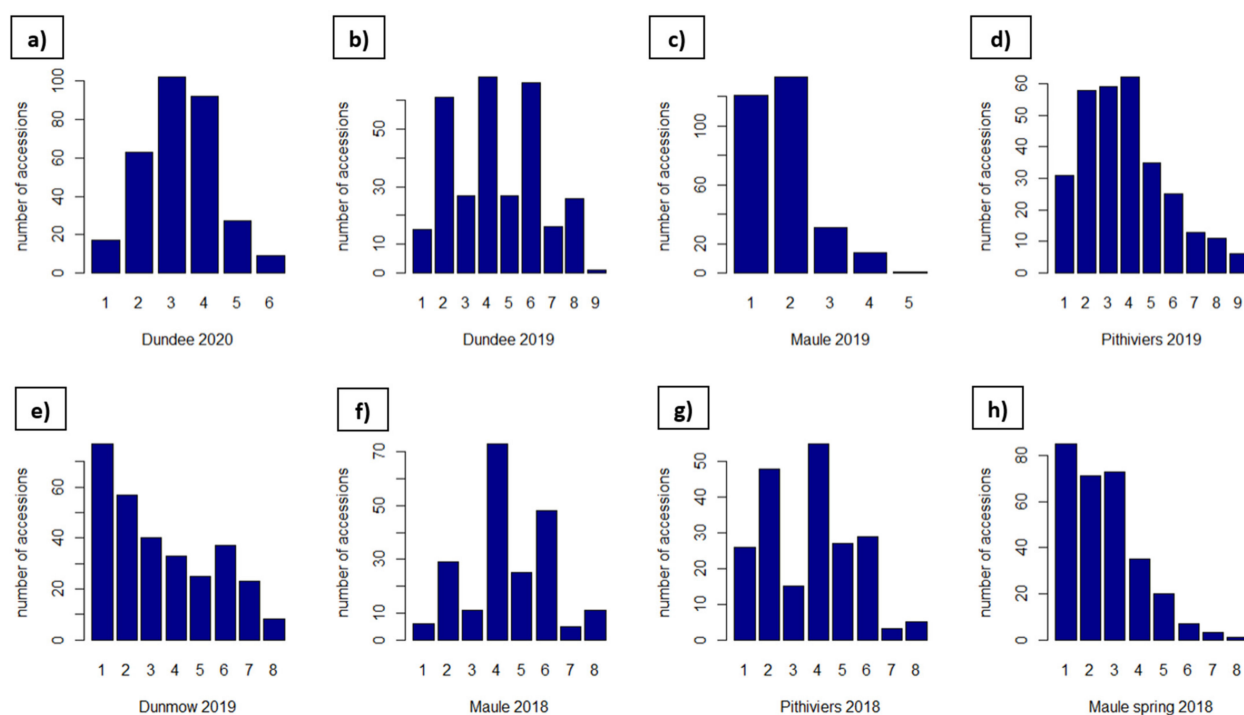 a)
number of accessions
0 20 40 60 80 100
1 2 3 4 5 6
Dundee 2020
b)
number of accessions
0 10 30 50
1 2 3 4 5 6 7 8 9
Dundee 2019
c)
number of accessions
0 20 60 100
1 2 3 4 5
Maule 2019
d)
number of accessions
0 10 20 30 40 50 60
1 2 3 4 5 6 7 8 9
Pithiviers 2019
e)
number of accessions
0 20 40 60
1 2 3 4 5 6 7 8
Dunmow 2019
f)
number of accessions
0 10 30 50 70
1 2 3 4 5 6 7 8
Maule 2018
g)
number of accessions
0 10 20 30 40 50
1 2 3 4 5 6 7 8
Pithiviers 2018
h)
number of accessions
0 20 40 60 80
1 2 3 4 5 6 7 8
Maule spring 2018